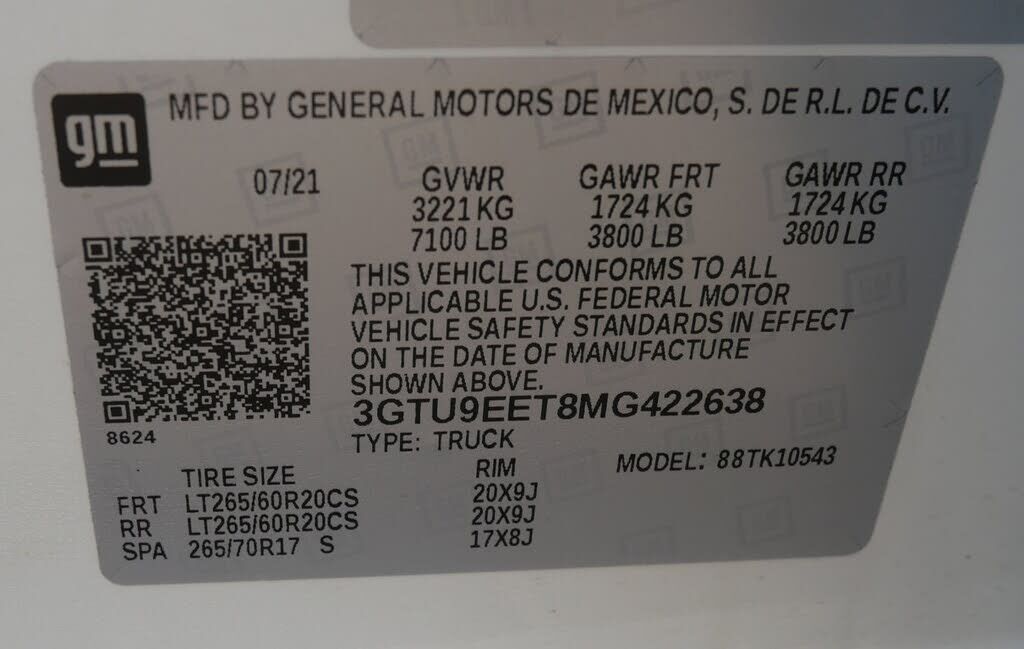 gm
MFD BY GENERAL MOTORS DE MEXICO, S. DE R.L. DE C.V.
07/21 GVWR GAWR FRT GAWR RR
3221 KG 1724 KG 1724 KG
7100 LB 3800 LB 3800 LB
THIS VEHICLE CONFORMS TO ALL
APPLICABLE U.S. FEDERAL MOTOR
VEHICLE SAFETY STANDARDS IN EFFECT
ON THE DATE OF MANUFACTURE
SHOWN ABOVE.
3GTU9EET8MG422638
8624
TYPE: TRUCK
MODEL: 88TK10543
TIRE SIZE RIM
FRT LT265/60R20CS 20X9J
RR LT265/60R20CS 20X9J
SPA 265/70R17 S 17X8J